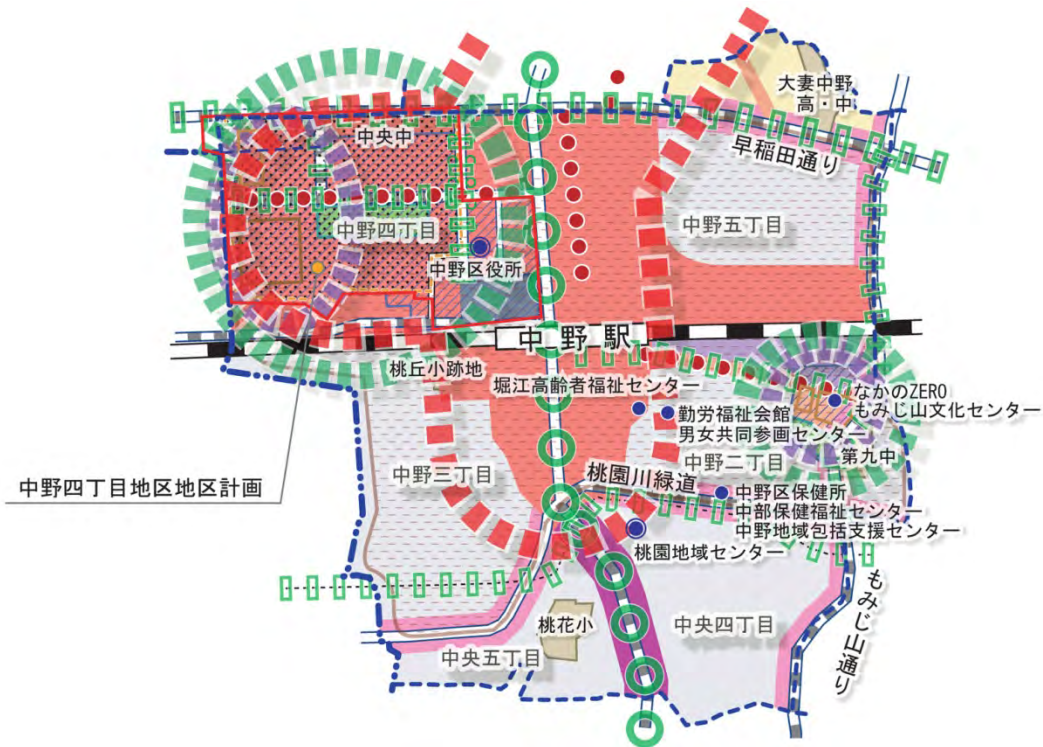 大妻中野
高・中
中央中
早稲田通り
中野五丁目
中野四丁目
中野区役所
中野駅
桃丘小跡地
堀江高齢者福祉センター
なかのZERO
もみじ山文化センター
勤労福祉会館
男女共同参画センター
第九中
中野三丁目
中野二丁目
桃園川緑道
中野四丁目地区地区計画
中野区保健所
中部保健福祉センター
中野地域包括支援センター
桃園地域センター
もみじ山通り
桃花小
中央四丁目
中央五丁目